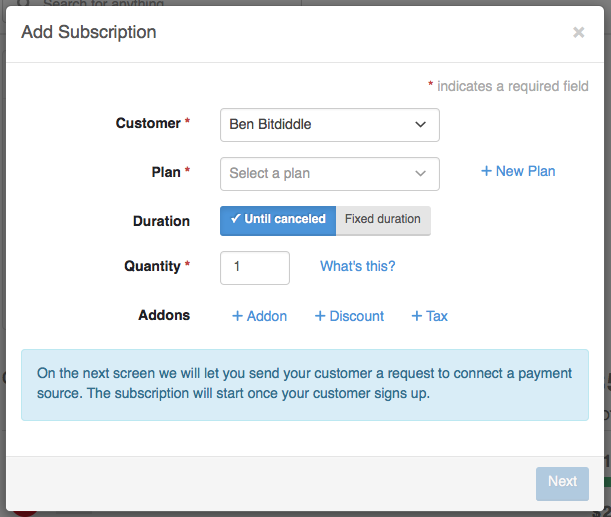 Search for anything
Add Subscription ×
* indicates a required field
Customer * Ben Bitdiddle
Plan * Select a plan + New Plan
Duration ✓ Until canceled Fixed duration
Quantity * 1 What's this?
Addons + Addon + Discount + Tax
On the next screen we will let you send your customer a request to connect a payment
source. The subscription will start once your customer signs up.
Next